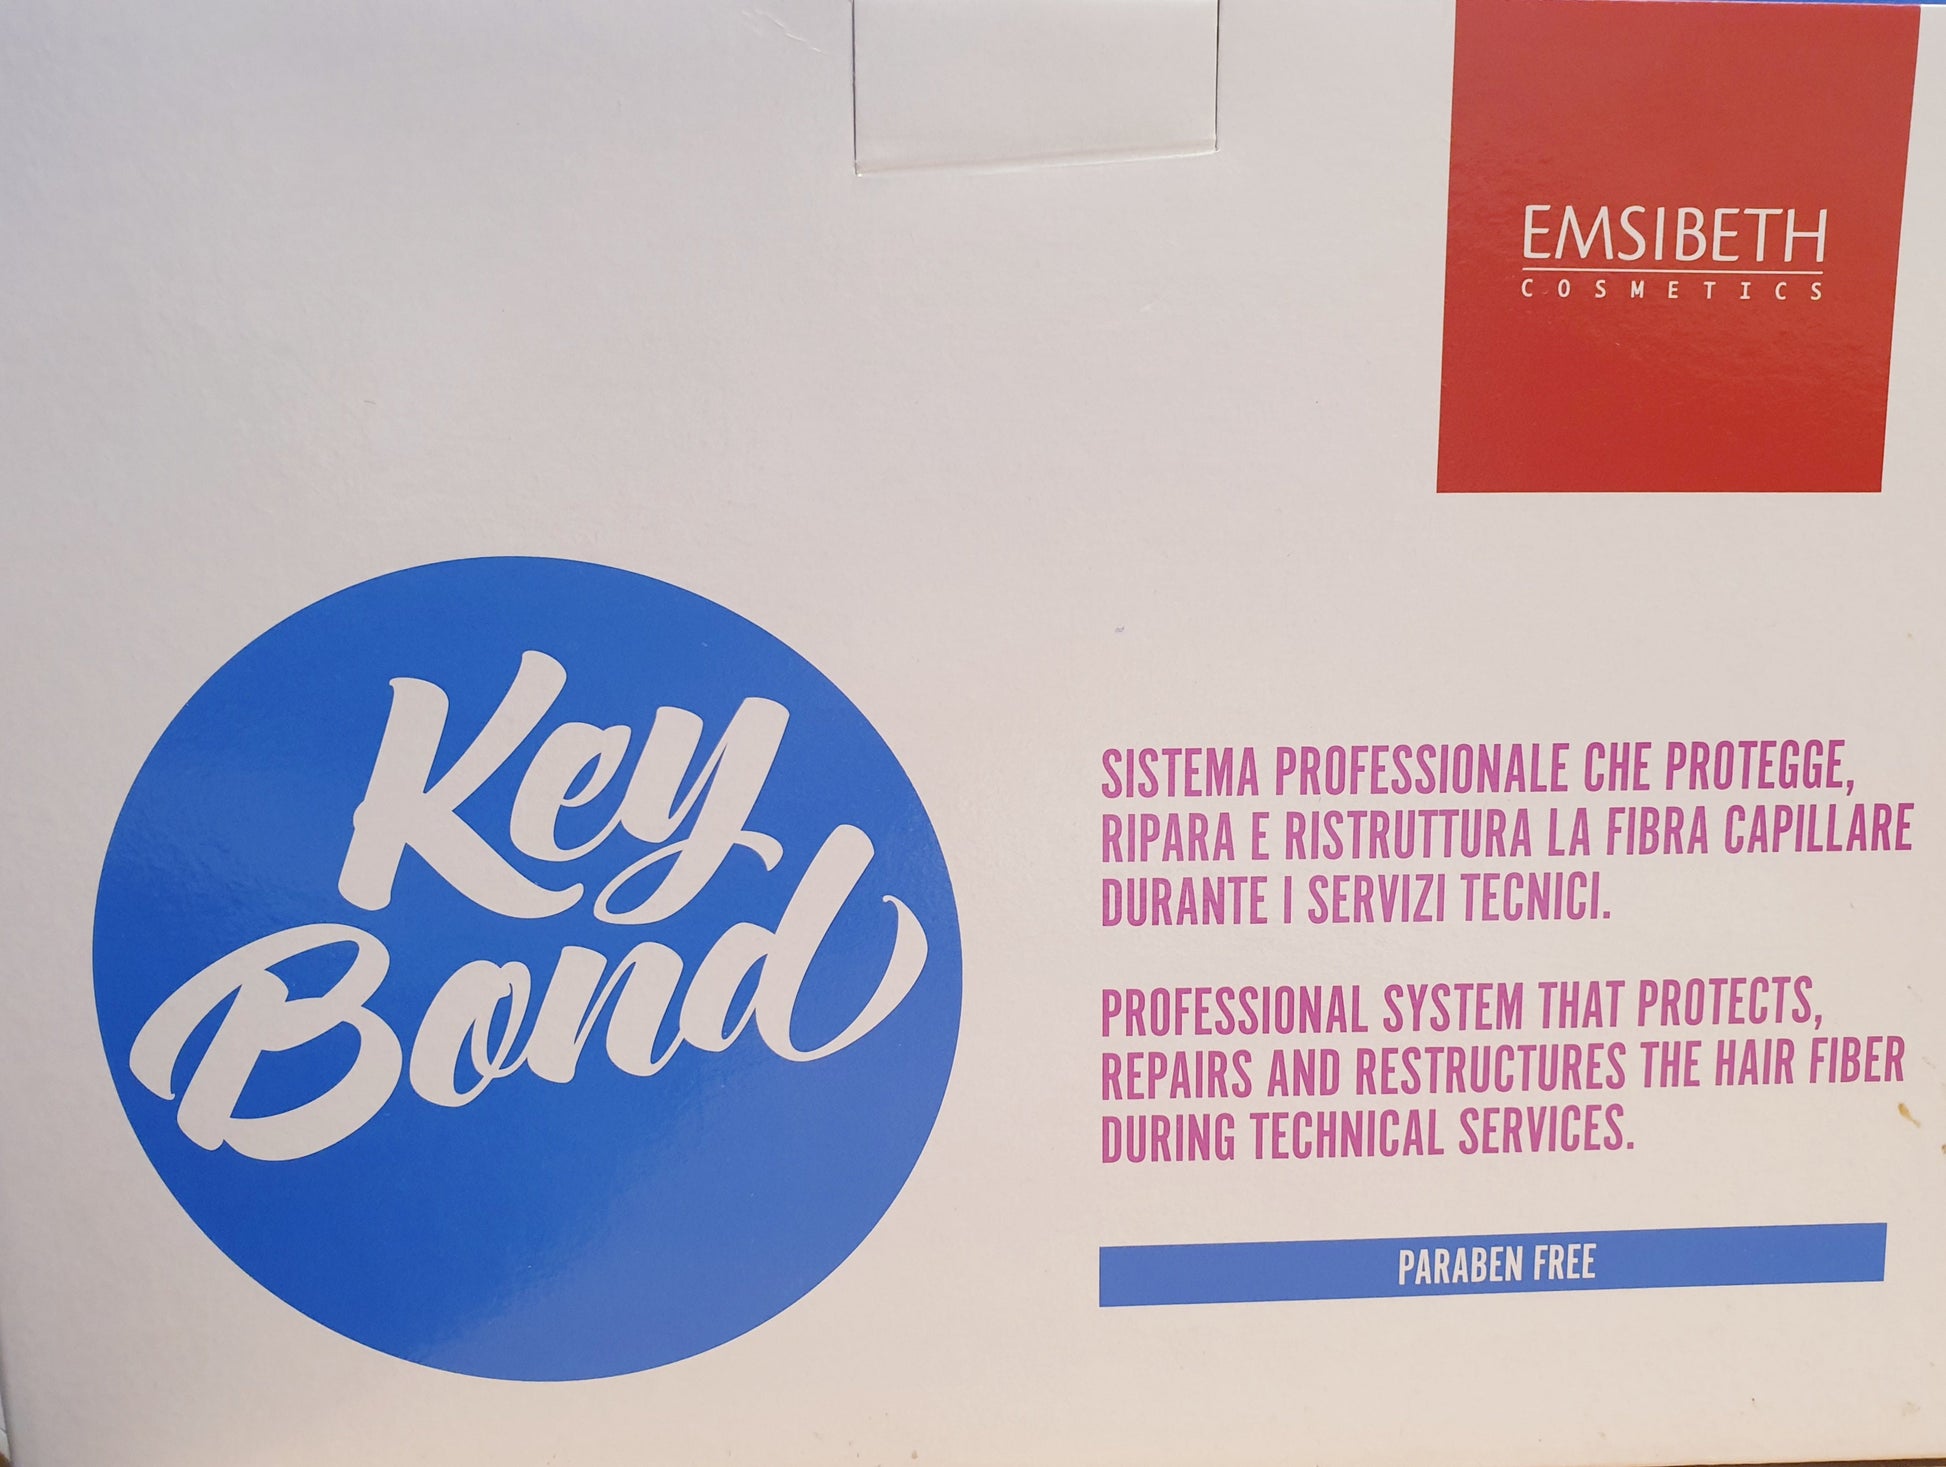 EMSIBETH
COSMETICS
Key
Bond
SISTEMA PROFESSIONALE CHE PROTEGGE,
RIPARA E RISTRUTTURA LA FIBRA CAPILLARE
DURANTE I SERVIZI TECNICI.
PROFESSIONAL SYSTEM THAT PROTECTS,
REPAIRS AND RESTRUCTURES THE HAIR FIBER
DURING TECHNICAL SERVICES.
PARABEN FREE